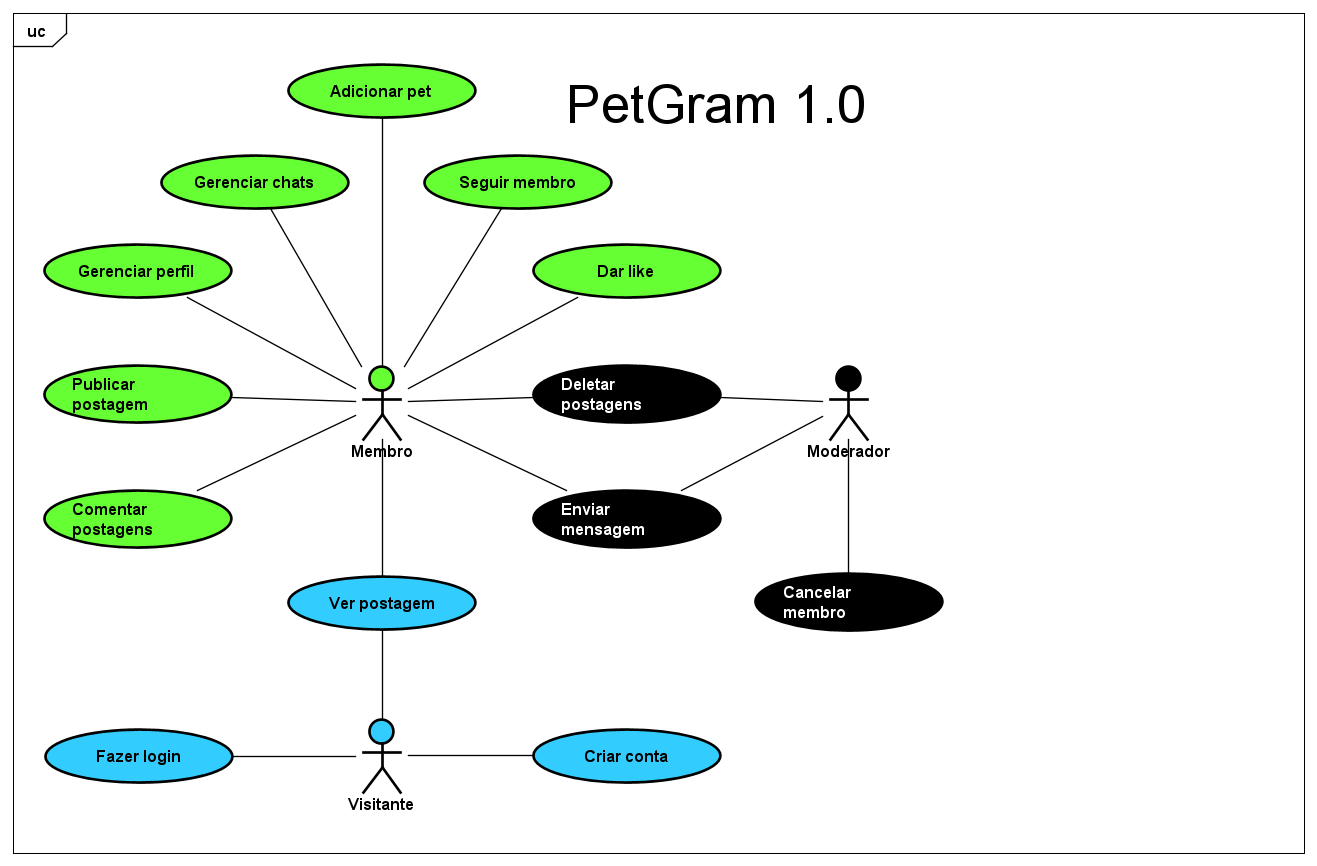 uc
Adicionar pet
PetGram 1.0
Gerenciar chats
Seguir membro
Gerenciar perfil
Dar like
Publicar
postagem
Deletar
postagens
Membro
Moderador
Comentar
postagens
Enviar
mensagem
Ver postagem
Cancelar
membro
Fazer login
Criar conta
Visitante